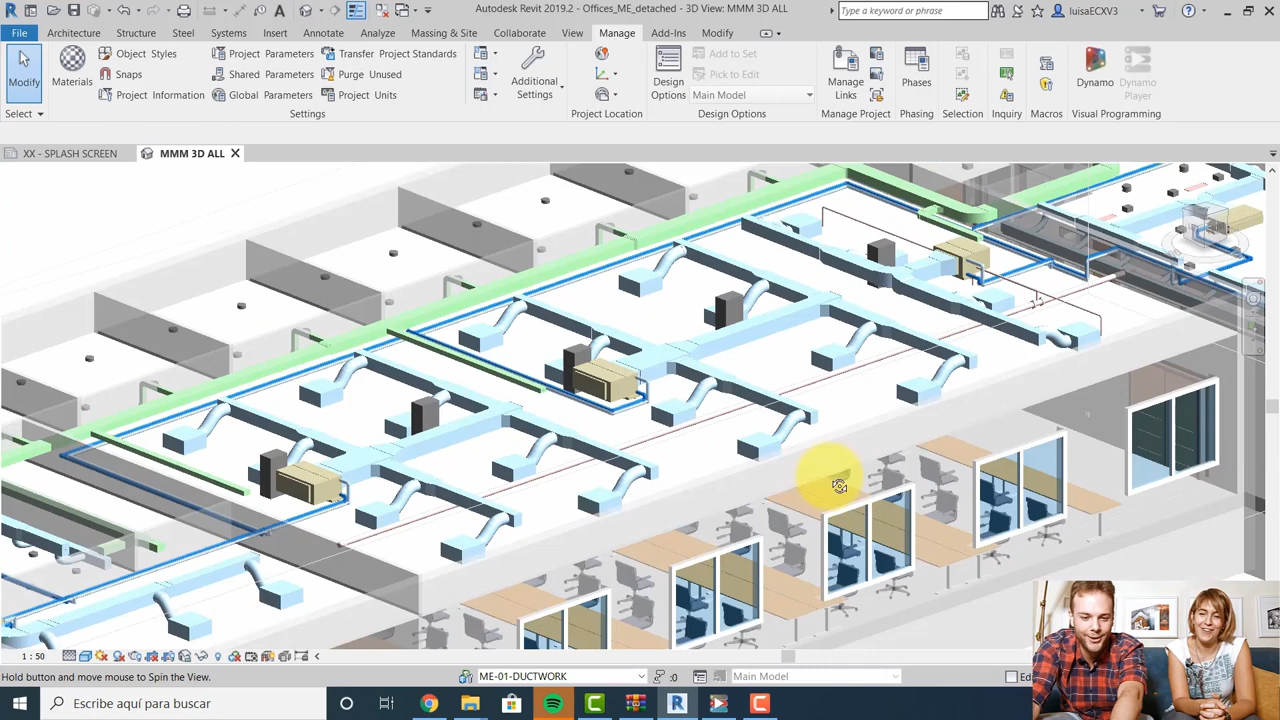 Autodesk Revit 2019.2 - Offices_ME_detached - 3D View: MMM 3D ALL
Type a keyword or phrase
luisaECXV3
File
Architecture
Structure
Steel
Systems
Insert
Annotate
Analyze
Massing & Site
Collaborate
View
Manage
Add-Ins
Modify
Modify
Materials
Object Styles
Snaps
Project Information
Project Parameters
Shared Parameters
Global Parameters
Transfer Project Standards
Purge Unused
Project Units
Additional
Settings
Design
Options
Add to Set
Pick to Edit
Main Model
Manage
Links
Phases
Dynamo
Dynamo
Player
Select
Settings
Project Location
Design Options
Manage Project
Phasing
Selection
Inquiry
Macros
Visual Programming
XX - SPLASH SCREEN
MMM 3D ALL
1 : 50
Hold button and move mouse to Spin the View.
ME-01-DUCTWORK
:0
Main Model
Escribe aquí para buscar